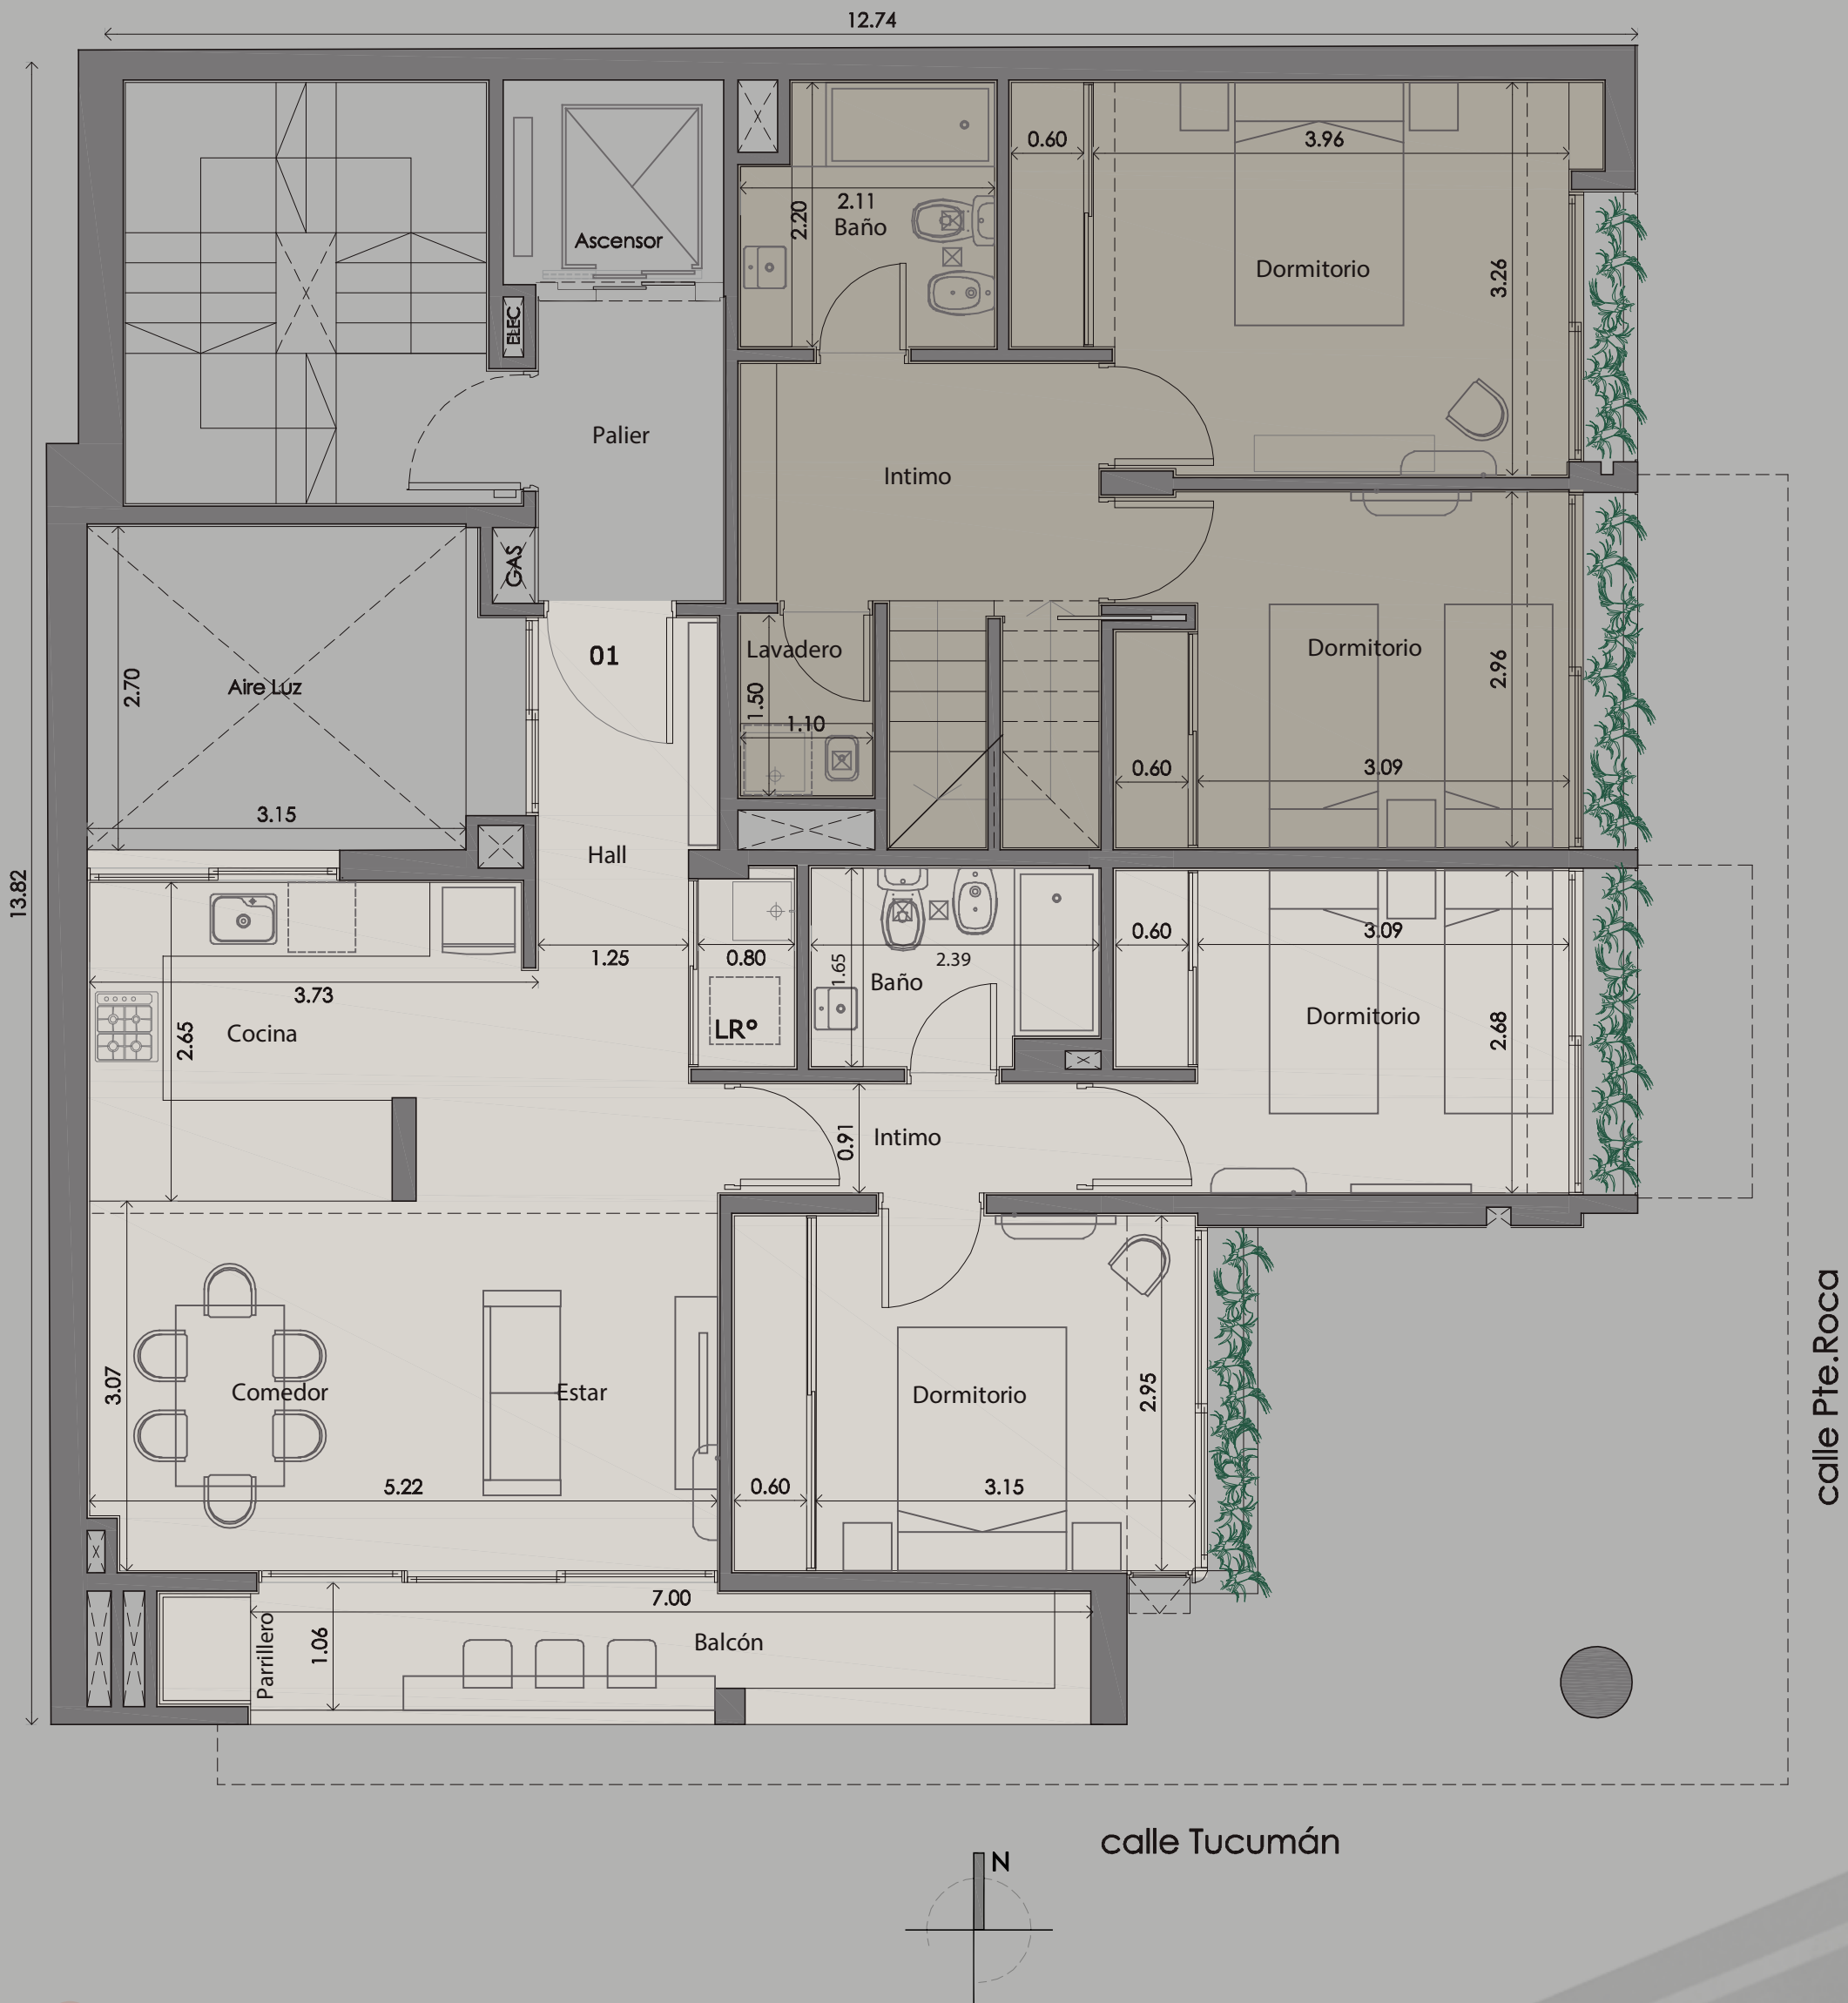 12.74
0.60
3.96
2.11
2.20
Baño
Ascensor
Dormitorio
3.26
ELEC
Palier
Intimo
GAS
01
Lavadero
Dormitorio
2.96
2.70
Aire Luz
1.50
1.10
0.60
3.09
3.15
Hall
13.82
1.25
0.80
1.65
2.39
0.60
3.09
Baño
3.73
Cocina
2.65
LRº
Dormitorio
2.68
0.91
Intimo
3.07
Comedor
Estar
Dormitorio
2.95
calle Pte.Roca
5.22
0.60
3.15
7.00
Parrillero
1.06
Balcón
calle Tucumán
N